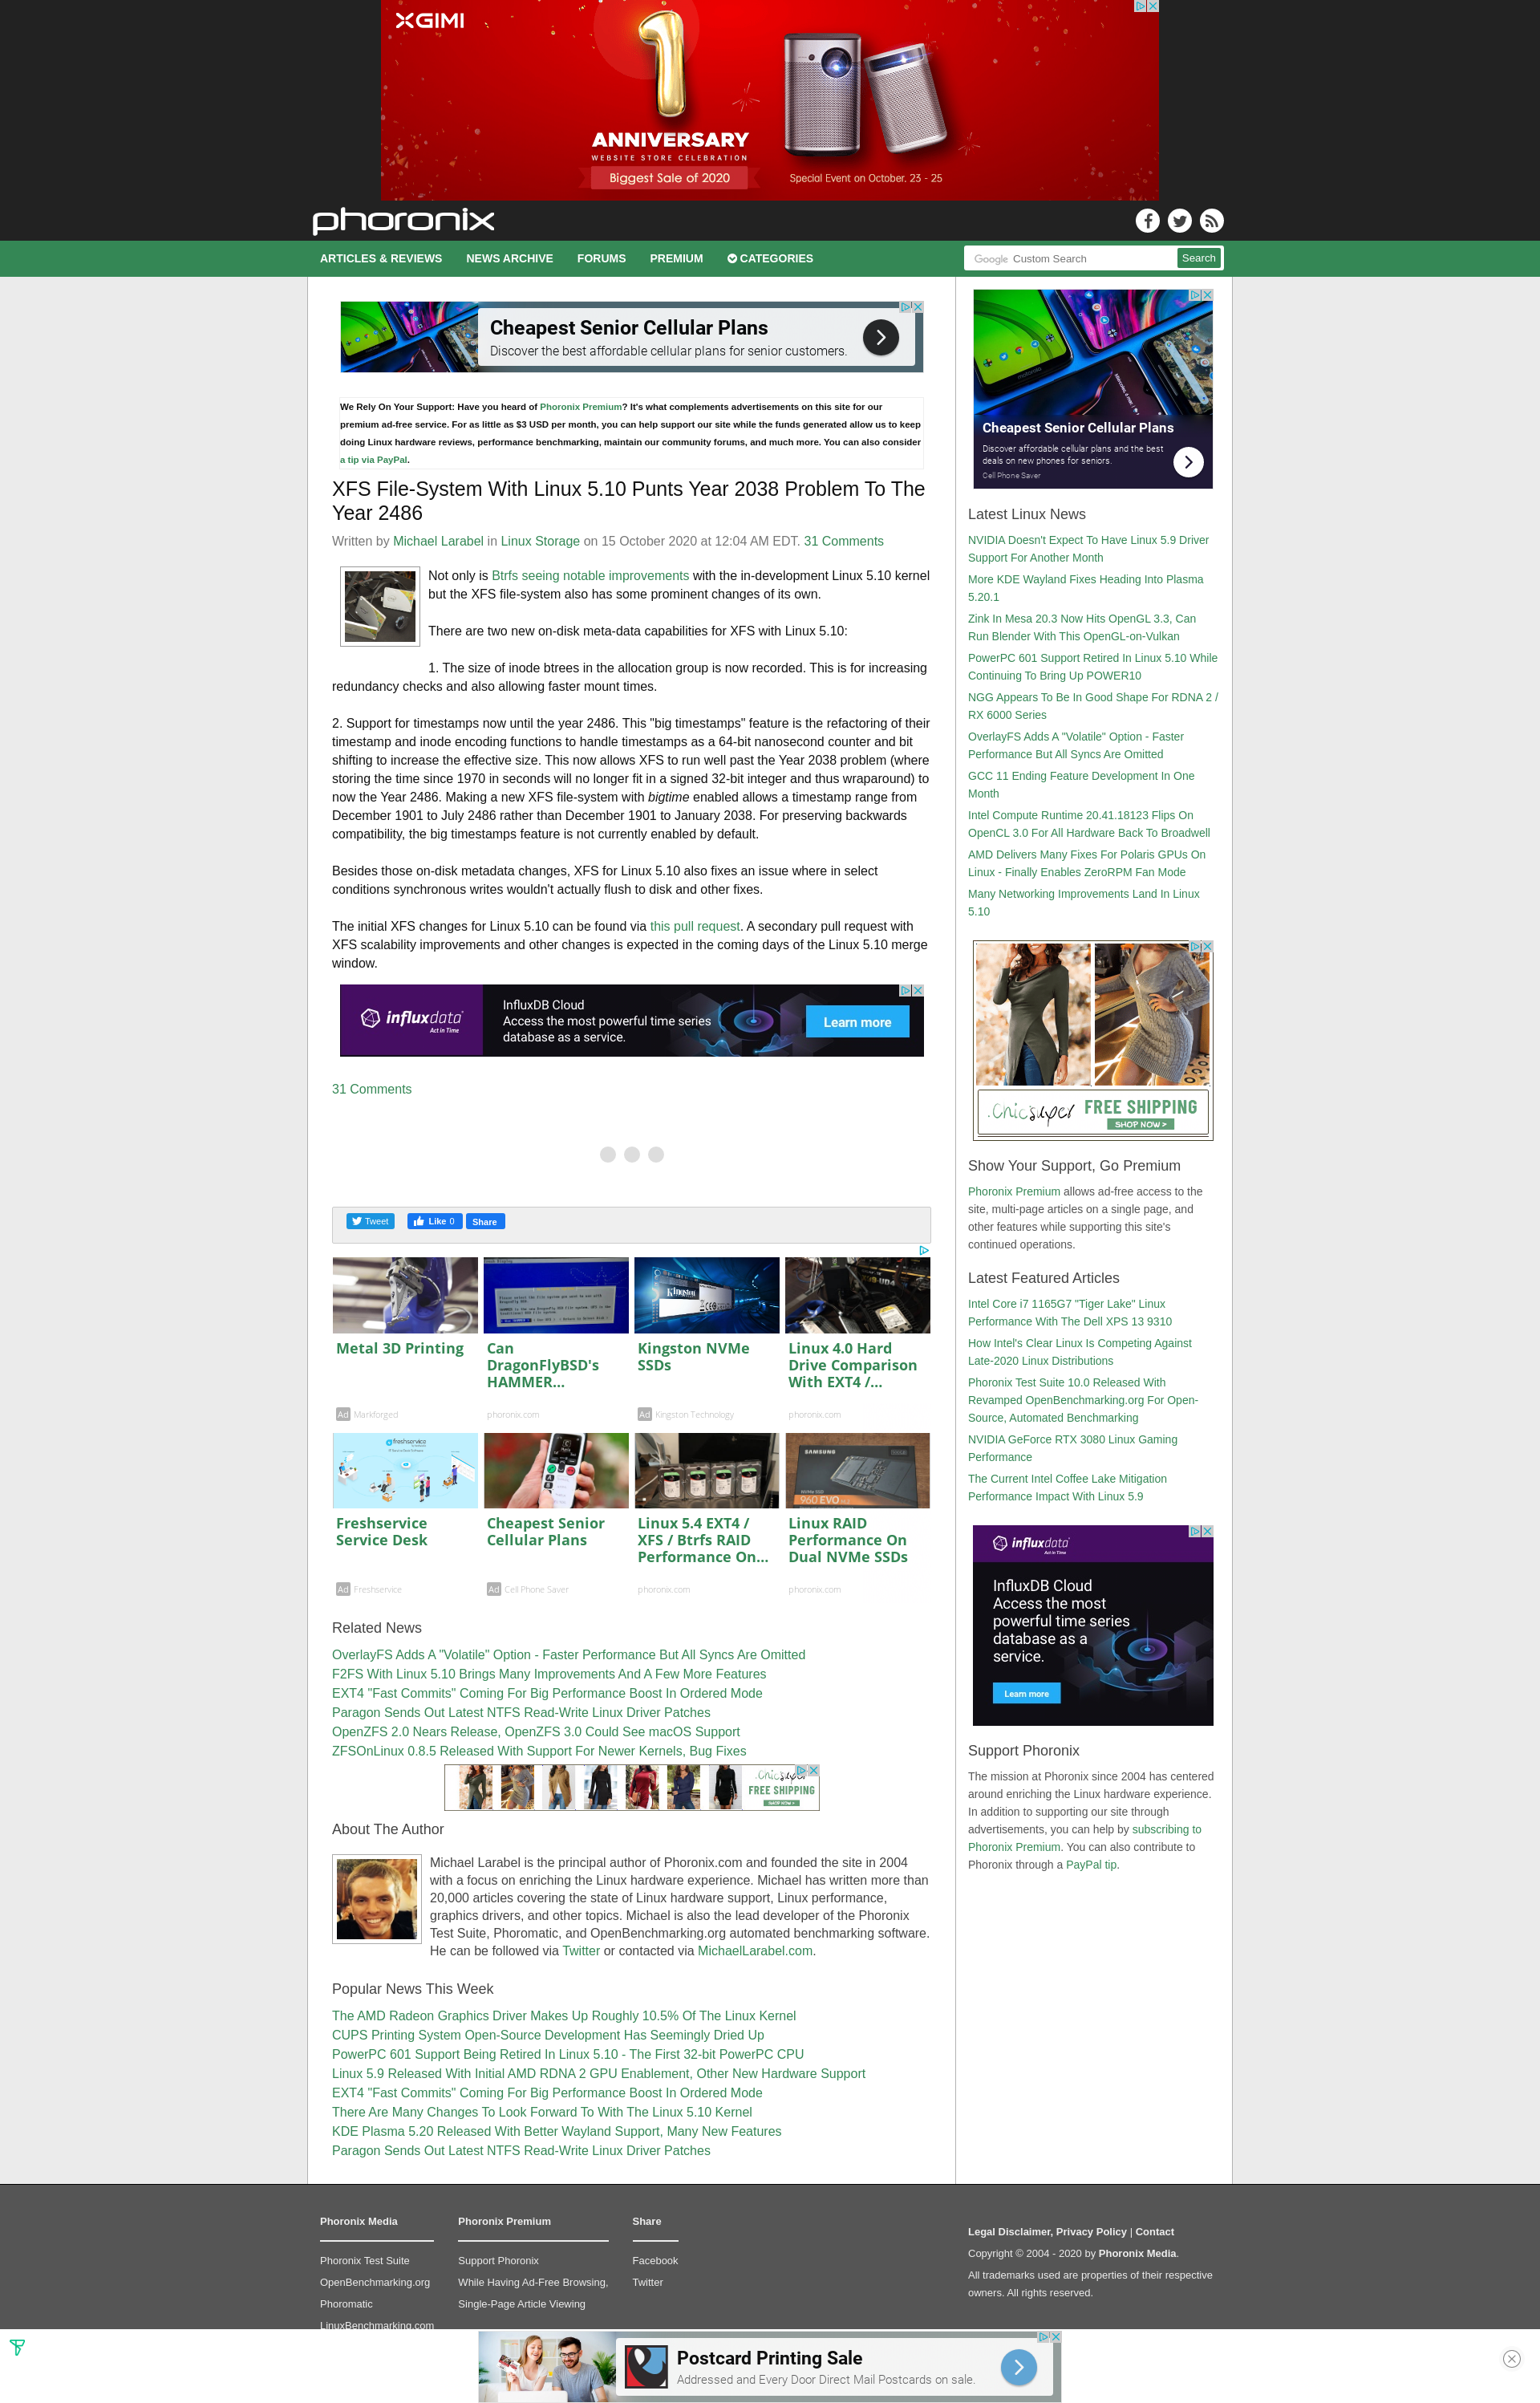 XGIMI
1
ANNIVERSARY
WEBSITE STORE CELEBRATION
Biggest Sale of 2020
Special Event on October. 23 - 25
phoronix
ARTICLES & REVIEWS
NEWS ARCHIVE
FORUMS
PREMIUM
CATEGORIES
Google Custom Search
Search
Cheapest Senior Cellular Plans
Discover the best affordable cellular plans for senior customers.
We Rely On Your Support: Have you heard of Phoronix Premium? It's what complements advertisements on this site for our
premium ad-free service. For as little as $3 USD per month, you can help support our site while the funds generated allow us to keep
doing Linux hardware reviews, performance benchmarking, maintain our community forums, and much more. You can also consider
a tip via PayPal.
XFS File-System With Linux 5.10 Punts Year 2038 Problem To The
Year 2486
Written by Michael Larabel in Linux Storage on 15 October 2020 at 12:04 AM EDT. 31 Comments
Not only is Btrfs seeing notable improvements with the in-development Linux 5.10 kernel
but the XFS file-system also has some prominent changes of its own.
There are two new on-disk meta-data capabilities for XFS with Linux 5.10:
1. The size of inode btrees in the allocation group is now recorded. This is for increasing
redundancy checks and also allowing faster mount times.
2. Support for timestamps now until the year 2486. This "big timestamps" feature is the refactoring of their
timestamp and inode encoding functions to handle timestamps as a 64-bit nanosecond counter and bit
shifting to increase the effective size. This now allows XFS to run well past the Year 2038 problem (where
storing the time since 1970 in seconds will no longer fit in a signed 32-bit integer and thus wraparound) to
now the Year 2486. Making a new XFS file-system with bigtime enabled allows a timestamp range from
December 1901 to July 2486 rather than December 1901 to January 2038. For preserving backwards
compatibility, the big timestamps feature is not currently enabled by default.
Besides those on-disk metadata changes, XFS for Linux 5.10 also fixes an issue where in select
conditions synchronous writes wouldn't actually flush to disk and other fixes.
The initial XFS changes for Linux 5.10 can be found via this pull request. A secondary pull request with
XFS scalability improvements and other changes is expected in the coming days of the Linux 5.10 merge
window.
influxdata
Act in Time
InfluxDB Cloud
Access the most powerful time series
database as a service.
Learn more
31 Comments
Tweet
Like 0
Share
Metal 3D Printing
Ad Markforged
Can
DragonFlyBSD's
HAMMER...
phoronix.com
Kingston
Kingston NVMe
SSDs
Ad Kingston Technology
Linux 4.0 Hard
Drive Comparison
With EXT4 /...
phoronix.com
freshservice
Freshservice
Service Desk
Ad Freshservice
Cheapest Senior
Cellular Plans
Ad Cell Phone Saver
Linux 5.4 EXT4 /
XFS / Btrfs RAID
Performance On...
phoronix.com
SAMSUNG
960 EVO
Linux RAID
Performance On
Dual NVMe SSDs
phoronix.com
Related News
OverlayFS Adds A "Volatile" Option - Faster Performance But All Syncs Are Omitted
F2FS With Linux 5.10 Brings Many Improvements And A Few More Features
EXT4 "Fast Commits" Coming For Big Performance Boost In Ordered Mode
Paragon Sends Out Latest NTFS Read-Write Linux Driver Patches
OpenZFS 2.0 Nears Release, OpenZFS 3.0 Could See macOS Support
ZFSOnLinux 0.8.5 Released With Support For Newer Kernels, Bug Fixes
Chicsuper
FREE SHIPPING
SHOW NOW >
About The Author
Michael Larabel is the principal author of Phoronix.com and founded the site in 2004
with a focus on enriching the Linux hardware experience. Michael has written more than
20,000 articles covering the state of Linux hardware support, Linux performance,
graphics drivers, and other topics. Michael is also the lead developer of the Phoronix
Test Suite, Phoromatic, and OpenBenchmarking.org automated benchmarking software.
He can be followed via Twitter or contacted via MichaelLarabel.com.
Popular News This Week
The AMD Radeon Graphics Driver Makes Up Roughly 10.5% Of The Linux Kernel
CUPS Printing System Open-Source Development Has Seemingly Dried Up
PowerPC 601 Support Being Retired In Linux 5.10 - The First 32-bit PowerPC CPU
Linux 5.9 Released With Initial AMD RDNA 2 GPU Enablement, Other New Hardware Support
EXT4 "Fast Commits" Coming For Big Performance Boost In Ordered Mode
There Are Many Changes To Look Forward To With The Linux 5.10 Kernel
KDE Plasma 5.20 Released With Better Wayland Support, Many New Features
Paragon Sends Out Latest NTFS Read-Write Linux Driver Patches
Cheapest Senior Cellular Plans
Discover affordable cellular plans and the best
deals on new phones for seniors.
Cell Phone Saver
Latest Linux News
NVIDIA Doesn't Expect To Have Linux 5.9 Driver
Support For Another Month
More KDE Wayland Fixes Heading Into Plasma
5.20.1
Zink In Mesa 20.3 Now Hits OpenGL 3.3, Can
Run Blender With This OpenGL-on-Vulkan
PowerPC 601 Support Retired In Linux 5.10 While
Continuing To Bring Up POWER10
NGG Appears To Be In Good Shape For RDNA 2 /
RX 6000 Series
OverlayFS Adds A "Volatile" Option - Faster
Performance But All Syncs Are Omitted
GCC 11 Ending Feature Development In One
Month
Intel Compute Runtime 20.41.18123 Flips On
OpenCL 3.0 For All Hardware Back To Broadwell
AMD Delivers Many Fixes For Polaris GPUs On
Linux - Finally Enables ZeroRPM Fan Mode
Many Networking Improvements Land In Linux
5.10
Chicsuper
FREE SHIPPING
SHOP NOW >
Show Your Support, Go Premium
Phoronix Premium allows ad-free access to the
site, multi-page articles on a single page, and
other features while supporting this site's
continued operations.
Latest Featured Articles
Intel Core i7 1165G7 "Tiger Lake" Linux
Performance With The Dell XPS 13 9310
How Intel's Clear Linux Is Competing Against
Late-2020 Linux Distributions
Phoronix Test Suite 10.0 Released With
Revamped OpenBenchmarking.org For Open-
Source, Automated Benchmarking
NVIDIA GeForce RTX 3080 Linux Gaming
Performance
The Current Intel Coffee Lake Mitigation
Performance Impact With Linux 5.9
influxdata
Act in Time
InfluxDB Cloud
Access the most
powerful time series
database as a
service.
Learn more
Support Phoronix
The mission at Phoronix since 2004 has centered
around enriching the Linux hardware experience.
In addition to supporting our site through
advertisements, you can help by subscribing to
Phoronix Premium. You can also contribute to
Phoronix through a PayPal tip.
Phoronix Media
Phoronix Test Suite
OpenBenchmarking.org
Phoromatic
LinuxBenchmarking.com
Phoronix Premium
Support Phoronix
While Having Ad-Free Browsing,
Single-Page Article Viewing
Share
Facebook
Twitter
Legal Disclaimer, Privacy Policy | Contact
Copyright © 2004 - 2020 by Phoronix Media.
All trademarks used are properties of their respective
owners. All rights reserved.
Postcard Printing Sale
Addressed and Every Door Direct Mail Postcards on sale.